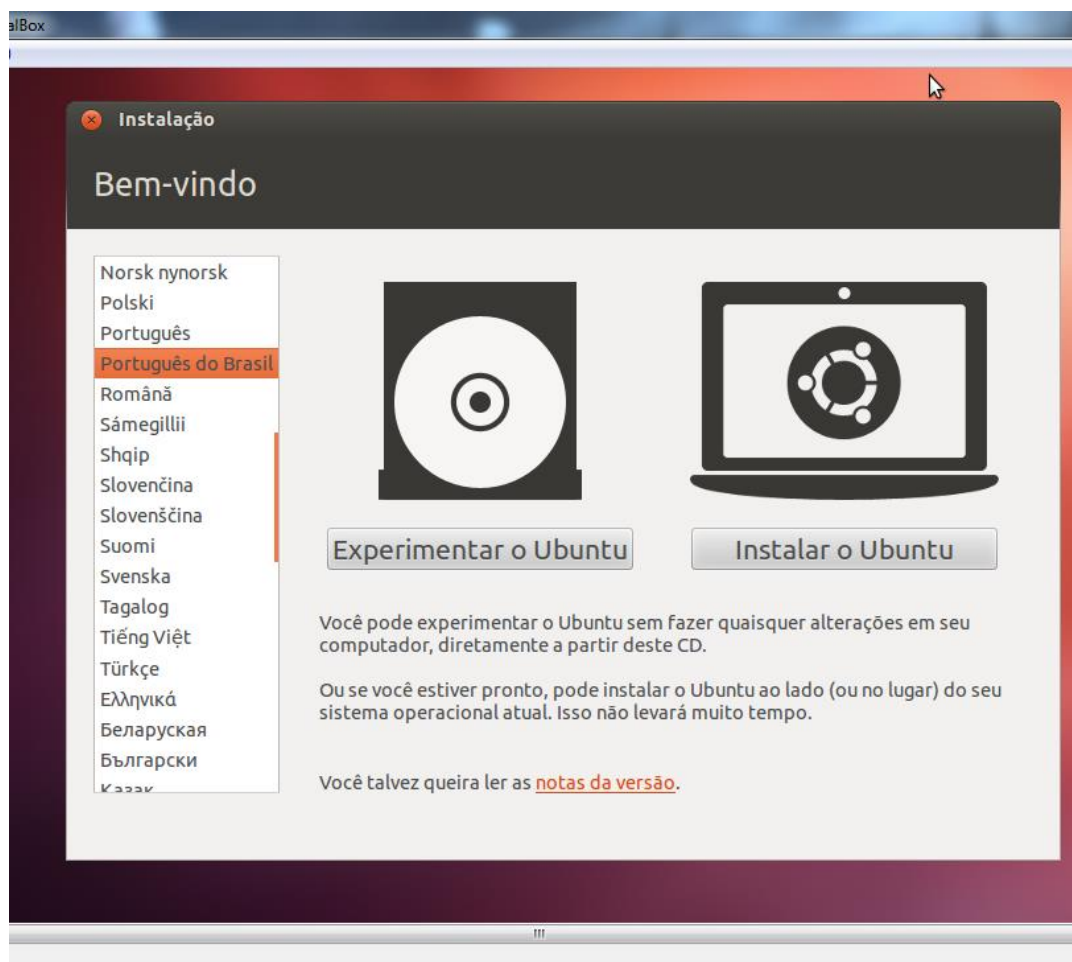 alBox
Instalação
Bem-vindo
Norsk nynorsk
Polski
Português
Português do Brasil
Română
Sámegillii
Shqip
Slovenčina
Slovenščina
Suomi
Svenska
Tagalog
Tiếng Việt
Türkçe
Ελληνικά
Беларуская
Български
Казак
Experimentar o Ubuntu
Instalar o Ubuntu
Você pode experimentar o Ubuntu sem fazer quaisquer alterações em seu
computador, diretamente a partir deste CD.
Ou se você estiver pronto, pode instalar o Ubuntu ao lado (ou no lugar) do seu
sistema operacional atual. Isso não levará muito tempo.
Você talvez queira ler as notas da versão.